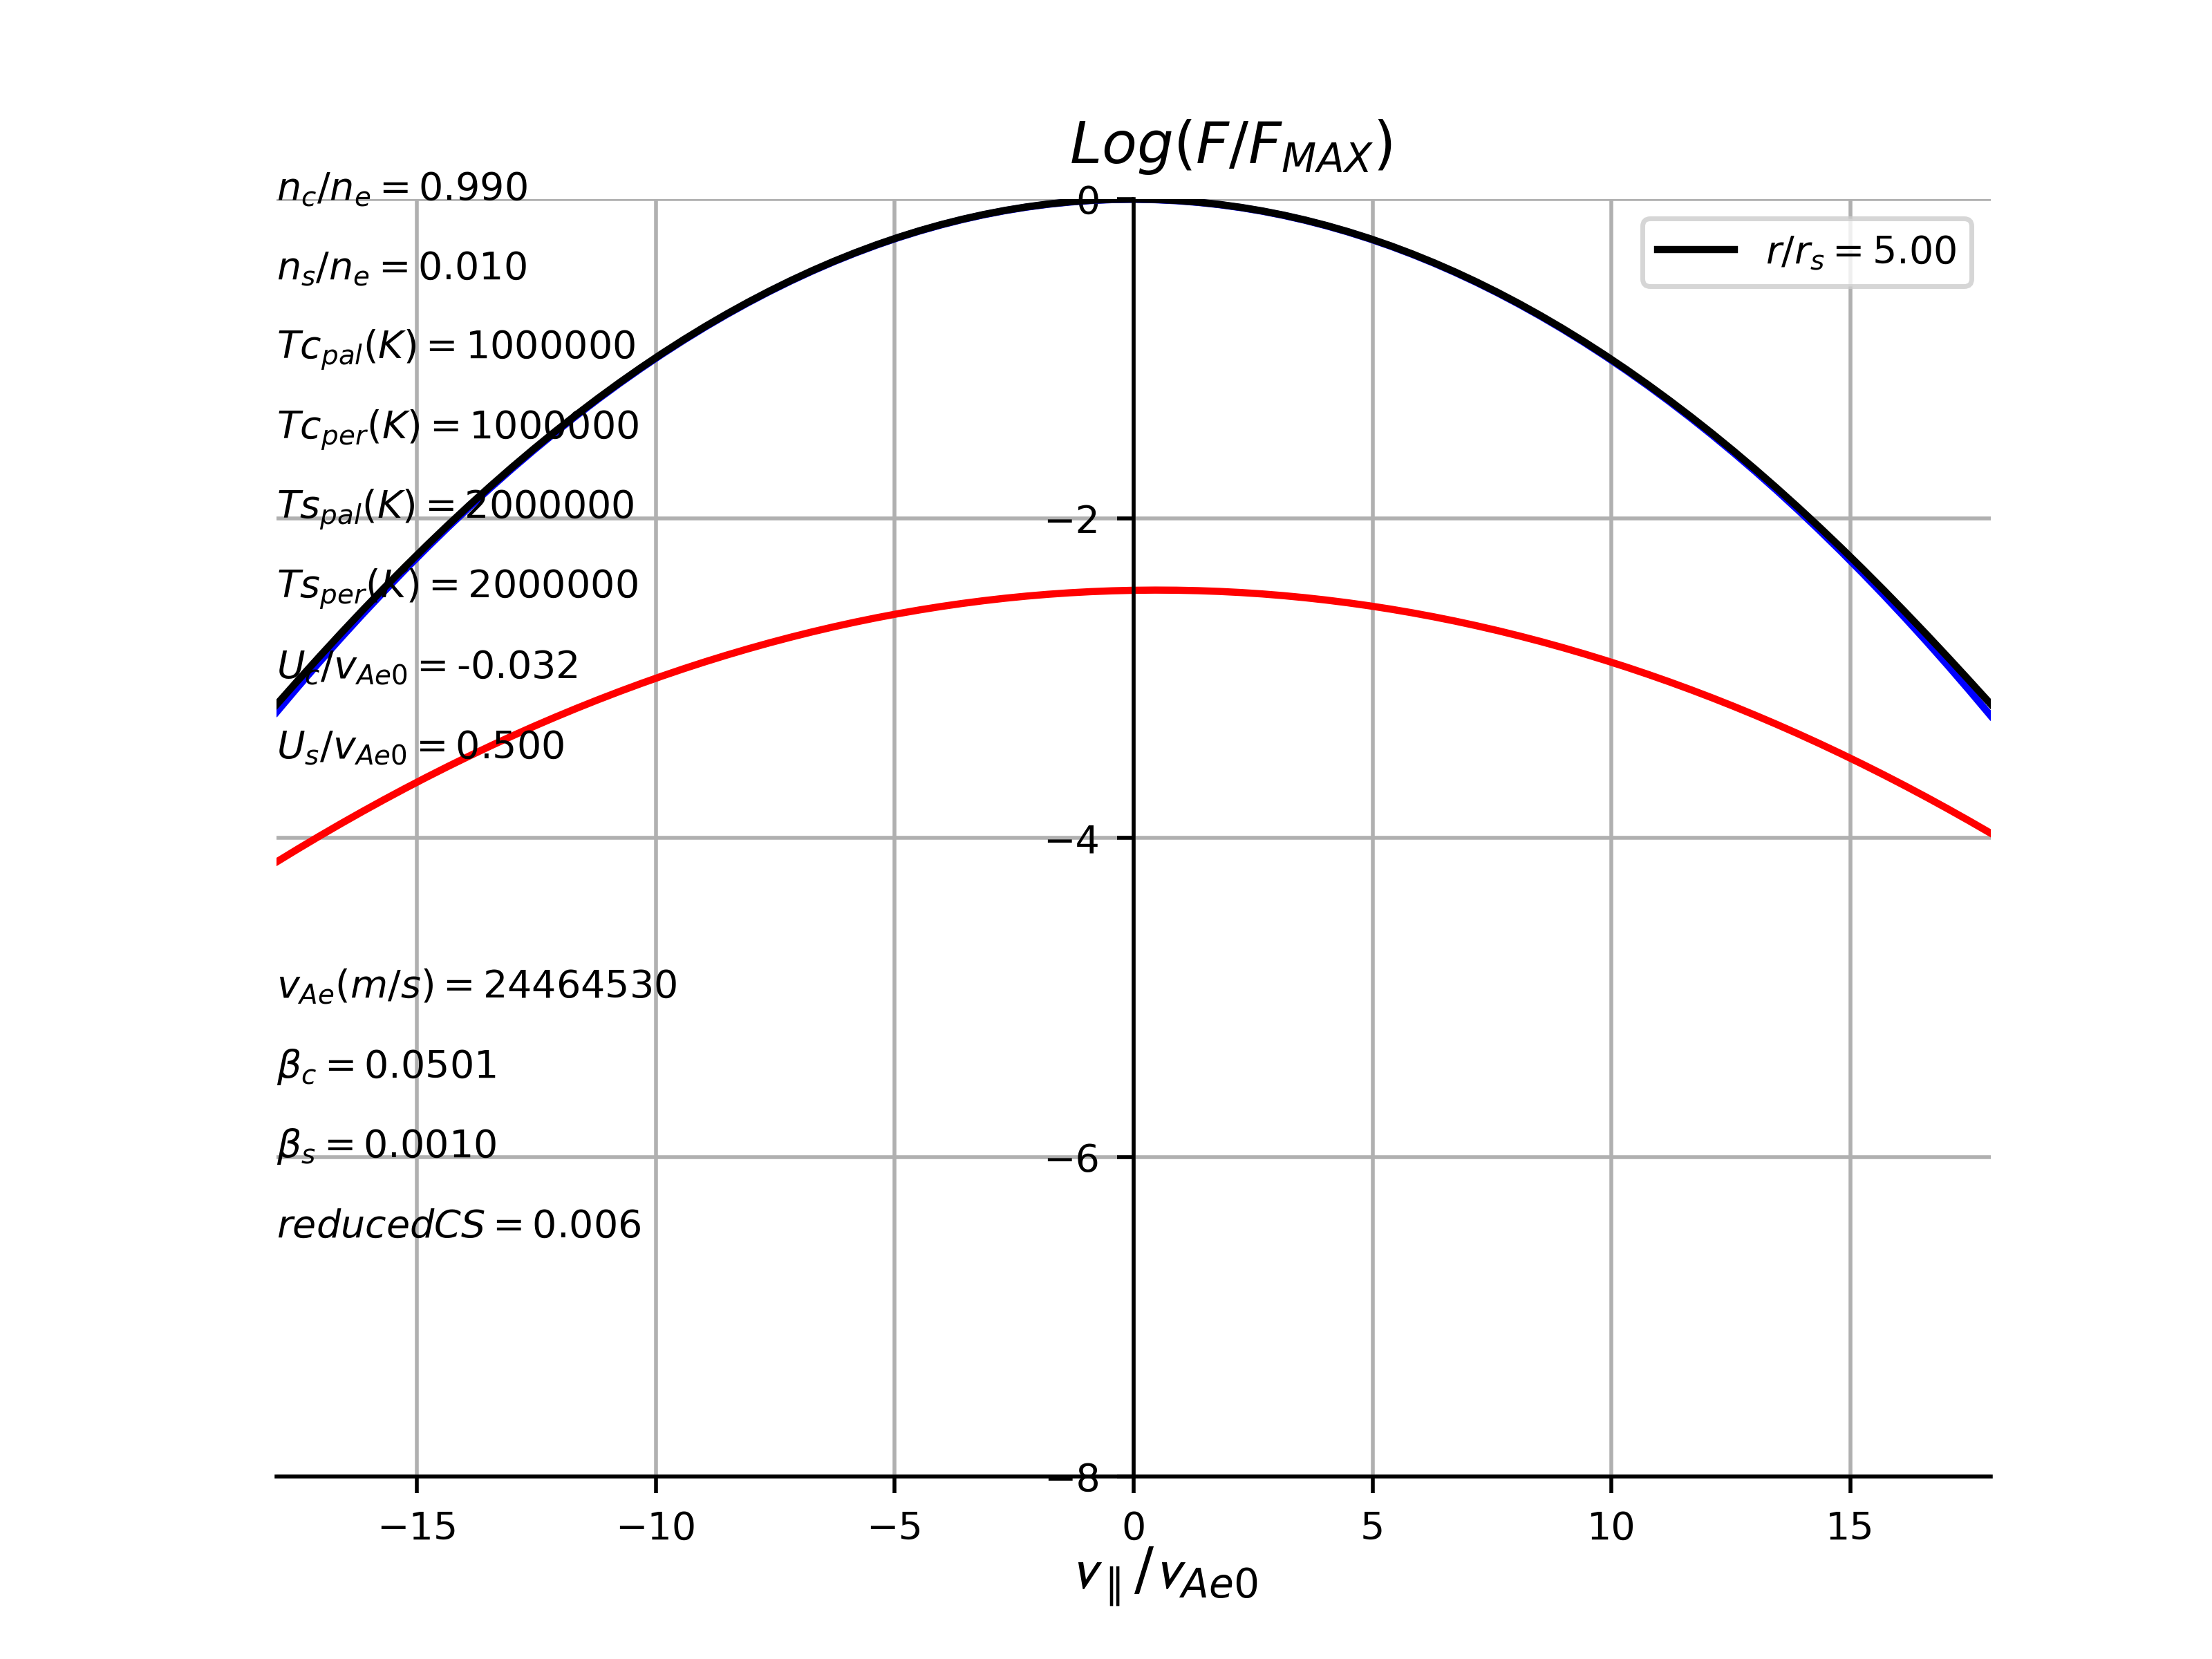 Log(F/F_MAX)
n_c/n_e = 0.990
n_s/n_e = 0.010
Tc_pal(K) = 1000000
Tc_per(K) = 1000000
Ts_pal(K) = 2000000
Ts_per(K) = 2000000
U_c/v_Ae0 = -0.032
U_s/v_Ae0 = 0.500
v_Ae(m/s) = 24464530
β_c = 0.0501
β_s = 0.0010
reducedCS = 0.006
r/r_s = 5.00
0
−2
−4
−6
−8
−15 −10 −5 0 5 10 15
v_∥/v_Ae0